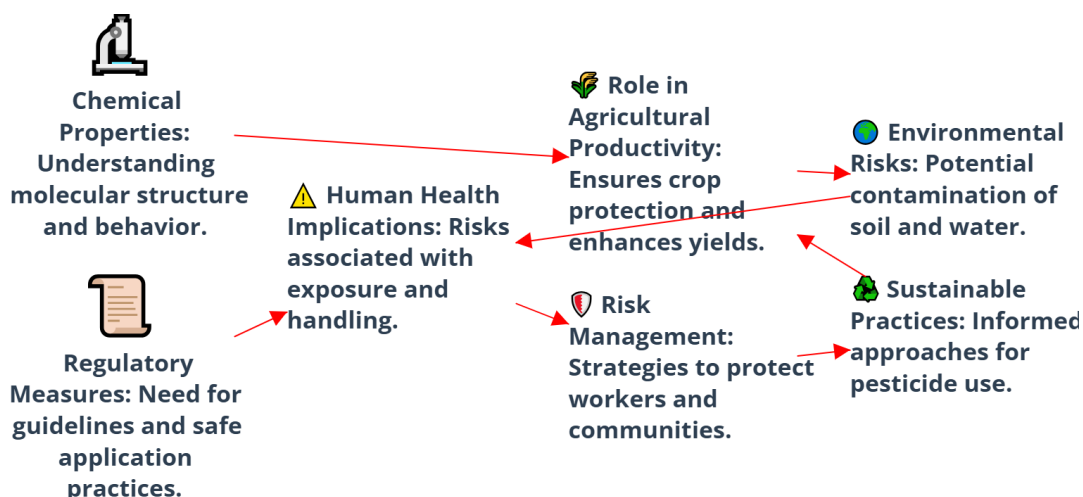 Chemical
Properties:
Understanding
molecular structure
and behavior.
Regulatory
Measures: Need for
guidelines and safe
application
practices.
Human Health
Implications: Risks
associated with
exposure and
handling.
Role in
Agricultural
Productivity:
Ensures crop
protection and
enhances yields.
Risk
Management:
Strategies to protect
workers and
communities.
Environmental
Risks: Potential
contamination of
soil and water.
Sustainable
Practices: Informed
approaches for
pesticide use.